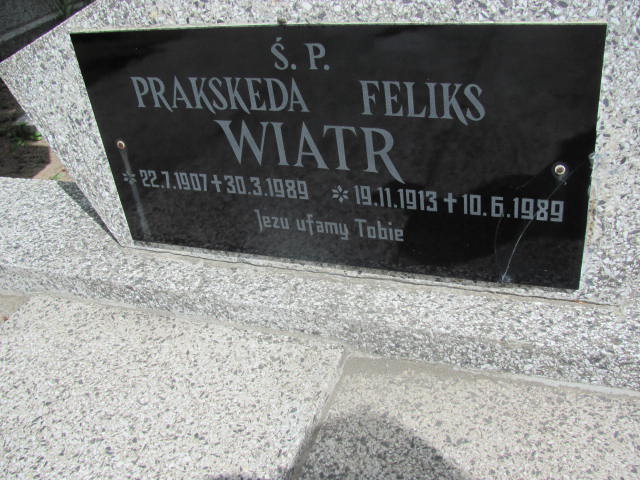 Ś. P.
PRAKSKEDA FELIKS
WIATR
* 22.7.1907 + 30.3.1989 * 19.11.1913 + 10.6.1989
Jezu ufamy Tobie